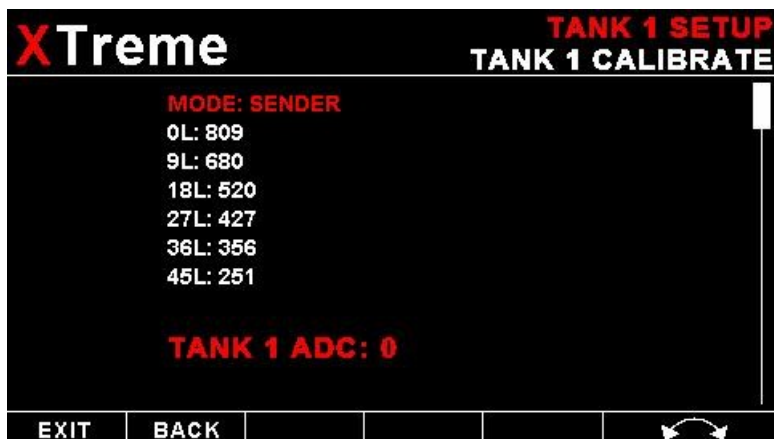 XTreme
TANK 1 SETUP
TANK 1 CALIBRATE
MODE: SENDER
0L: 809
9L: 680
18L: 520
27L: 427
36L: 356
45L: 251
TANK 1 ADC: 0
EXIT BACK